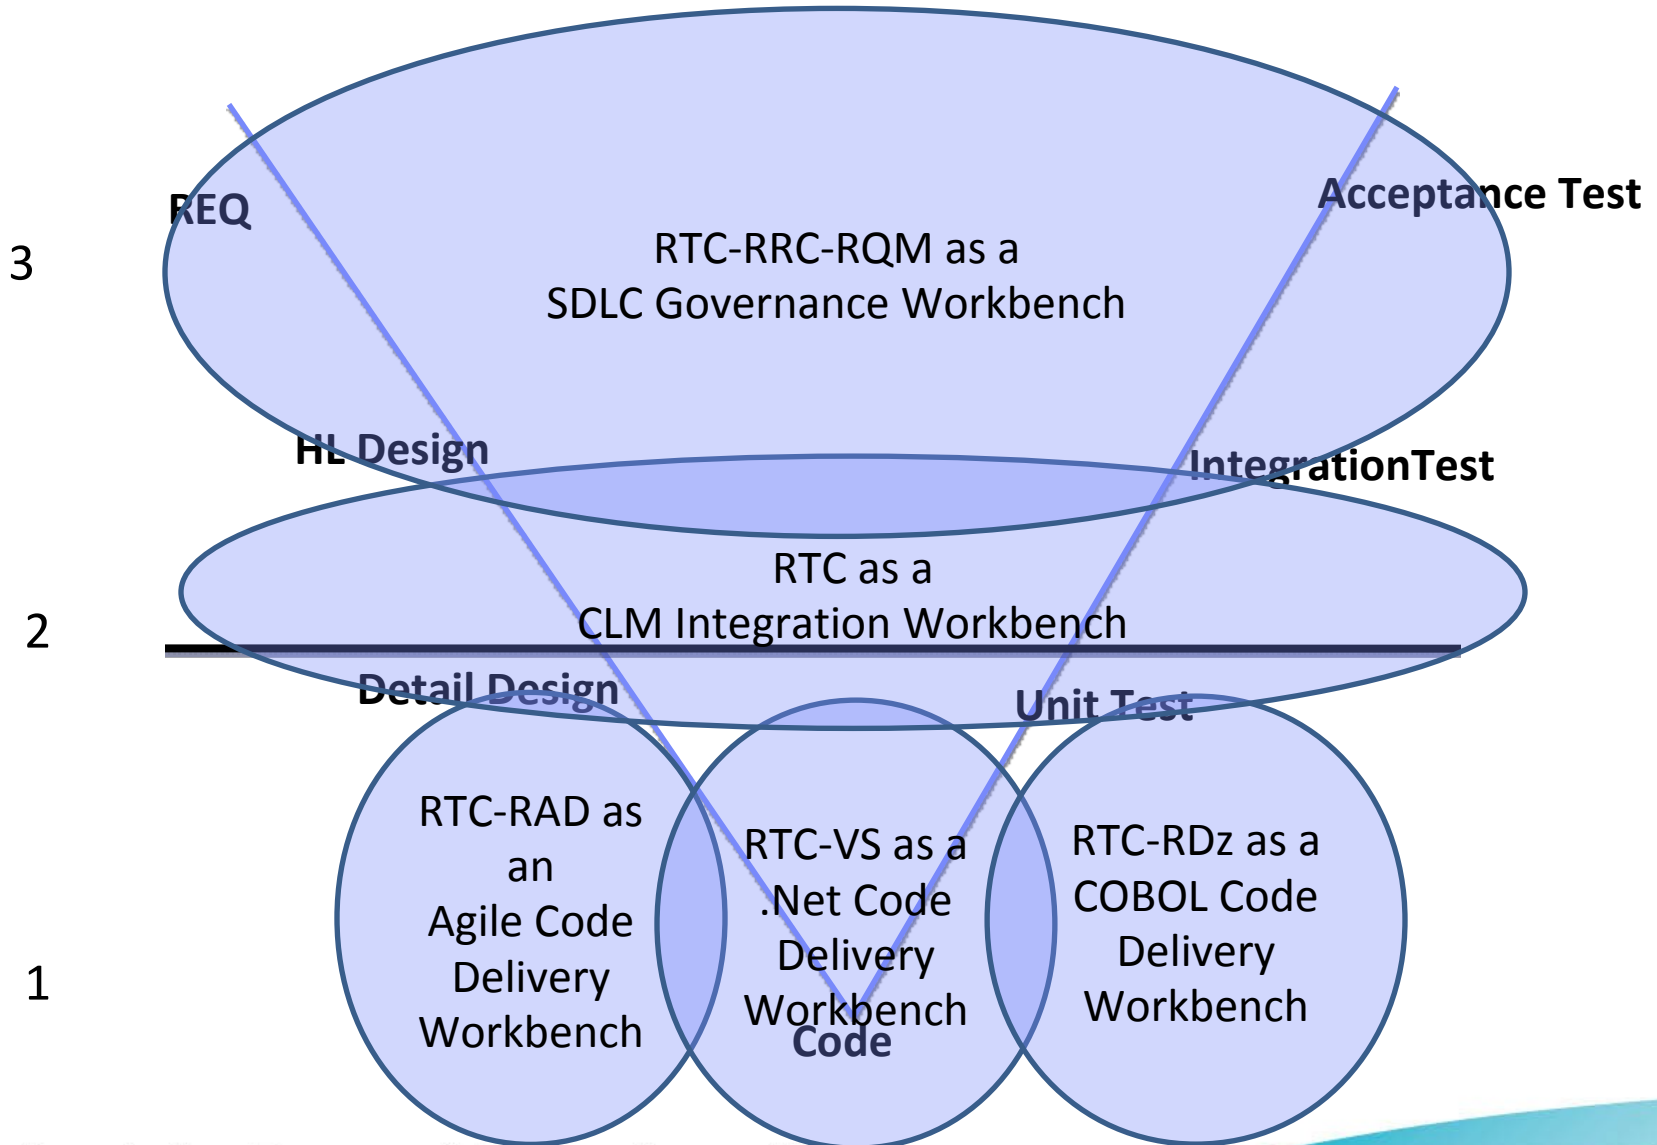 REQ
Acceptance Test
3
RTC-RRC-RQM as a
SDLC Governance Workbench
HL Design
IntegrationTest
RTC as a
CLM Integration Workbench
2
Detail Design
Unit Test
RTC-RAD as
an
Agile Code
Delivery
Workbench
RTC-VS as a
.Net Code
Delivery
Workbench
RTC-RDz as a
COBOL Code
Delivery
Workbench
1
Code